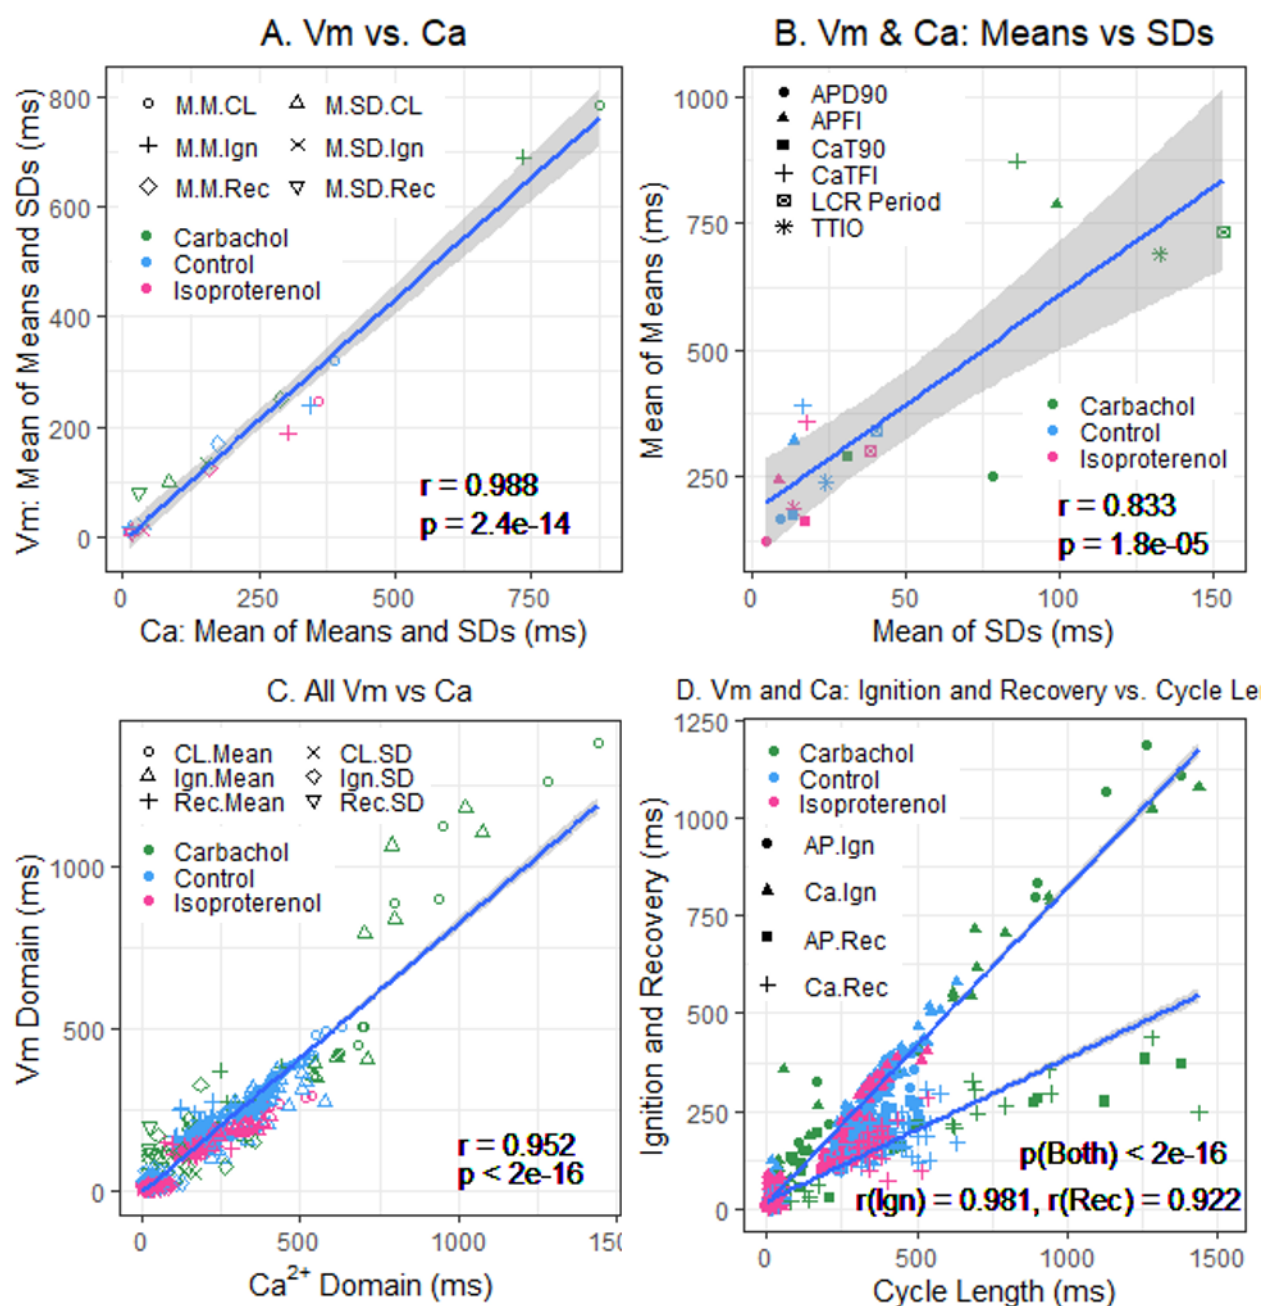 A. Vm vs. Ca
Vm: Mean of Means and SDs (ms)
800
600
400
200
0
M.M.CL
M.SD.CL
M.M.Ign
M.SD.Ign
M.M.Rec
M.SD.Rec
Carbachol
Control
Isoproterenol
r = 0.988
p = 2.4e-14
0 250 500 750
Ca: Mean of Means and SDs (ms)
B. Vm & Ca: Means vs SDs
Mean of Means (ms)
1000
750
500
250
APD90
APFI
CaT90
CaTFI
LCR Period
TTIO
Carbachol
Control
Isoproterenol
r = 0.833
p = 1.8e-05
0 50 100 150
Mean of SDs (ms)
C. All Vm vs Ca
Vm Domain (ms)
1000
500
0
CL.Mean
CL.SD
Ign.Mean
Ign.SD
Rec.Mean
Rec.SD
Carbachol
Control
Isoproterenol
r = 0.952
p < 2e-16
0 500 1000 150
Ca2+ Domain (ms)
D. Vm and Ca: Ignition and Recovery vs. Cycle Le
Ignition and Recovery (ms)
1250
1000
750
500
250
0
Carbachol
Control
Isoproterenol
AP.Ign
Ca.Ign
AP.Rec
Ca.Rec
p(Both) < 2e-16
r(Ign) = 0.981, r(Rec) = 0.922
0 500 1000 1500
Cycle Length (ms)